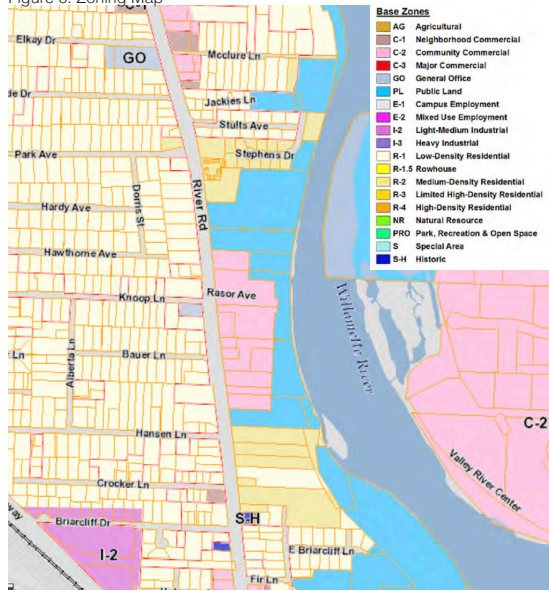 Figure 8: Zoning Map
C-1
Elkay Dr
GO
Mcclure Ln
Jackies Ln
Stults Ave
Park Ave
Stephens Dr
River Rd
Dorris St
Hardy Ave
Hawthorne Ave
Knoop Ln
Rasor Ave
Willamette River
Bauer Ln
Alberta Ln
Hansen Ln
C-2
Valley River Center
Crocker Ln
Briarcliff Dr
S-H
I-2
E Briarcliff Ln
Fir Ln
Base Zones
AG Agricultural
C-1 Neighborhood Commercial
C-2 Community Commercial
C-3 Major Commercial
GO General Office
PL Public Land
E-1 Campus Employment
E-2 Mixed Use Employment
I-2 Light-Medium Industrial
I-3 Heavy Industrial
R-1 Low-Density Residential
R-1.5 Rowhouse
R-2 Medium-Density Residential
R-3 Limited High-Density Residential
R-4 High-Density Residential
NR Natural Resource
PRO Park, Recreation & Open Space
S Special Area
S-H Historic